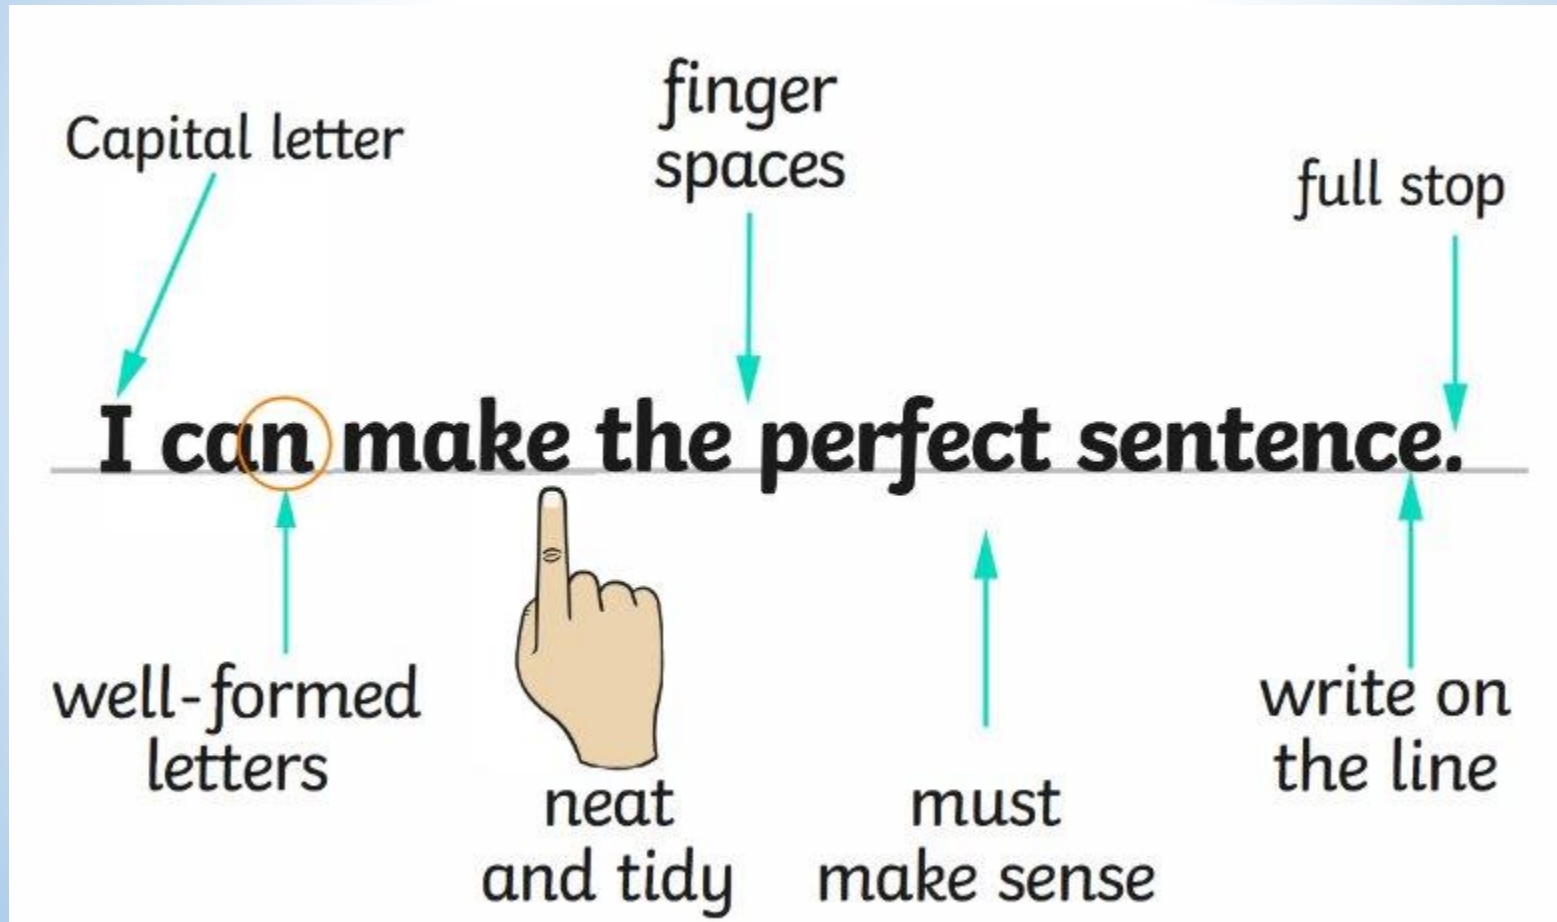 Capital letter
finger
spaces
full stop
I can make the perfect sentence.
well-formed
letters
neat
and tidy
must
make sense
write on
the line